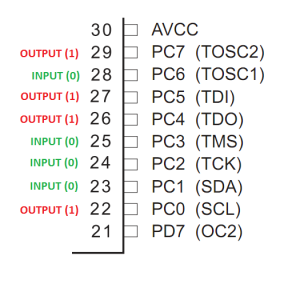 30 AVCC
OUTPUT (1) 29 PC7 (TOSC2)
INPUT (0) 28 PC6 (TOSC1)
OUTPUT (1) 27 PC5 (TDI)
OUTPUT (1) 26 PC4 (TDO)
INPUT (0) 25 PC3 (TMS)
INPUT (0) 24 PC2 (TCK)
INPUT (0) 23 PC1 (SDA)
OUTPUT (1) 22 PC0 (SCL)
21 PD7 (OC2)